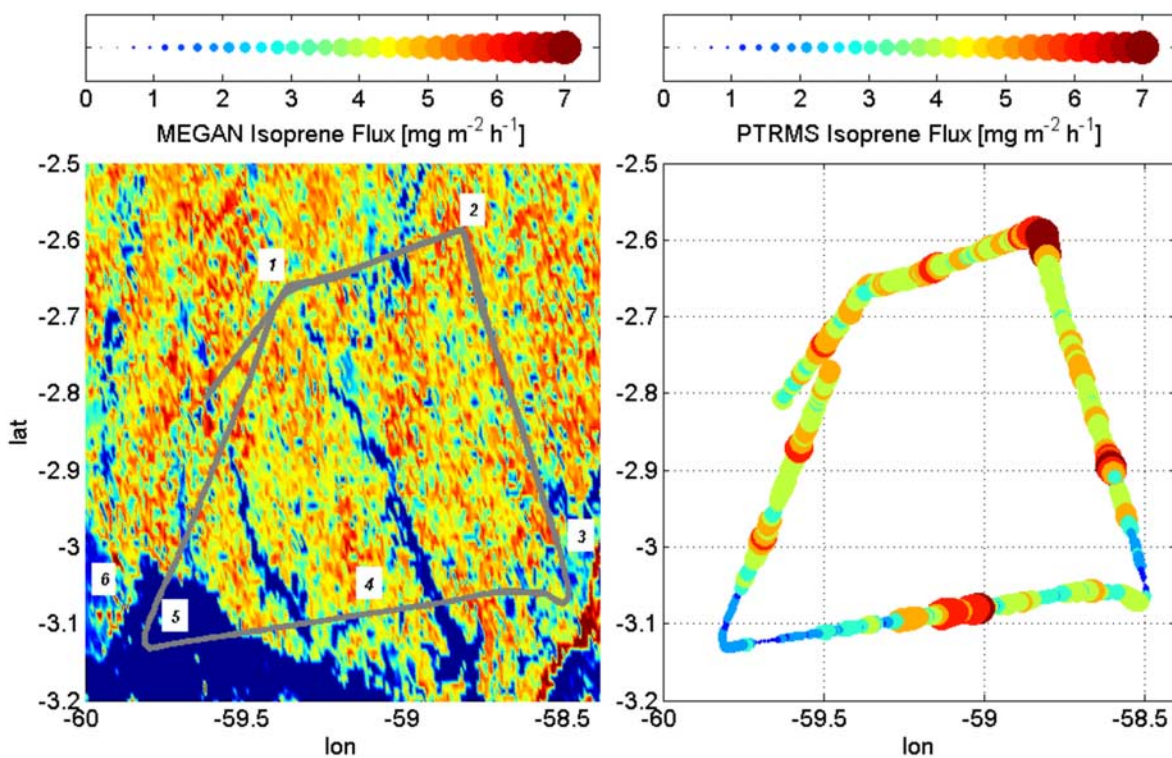 0 1 2 3 4 5 6 7
MEGAN Isoprene Flux [mg m⁻² h⁻¹]
0 1 2 3 4 5 6 7
PTRMS Isoprene Flux [mg m⁻² h⁻¹]
-2.5
-2.6
-2.7
-2.8
-2.9
-3
-3.1
-3.2
lat
1
2
3
4
5
6
-60 -59.5 -59 -58.5
lon
-2.5
-2.6
-2.7
-2.8
-2.9
-3
-3.1
-3.2
-60 -59.5 -59 -58.5
lon